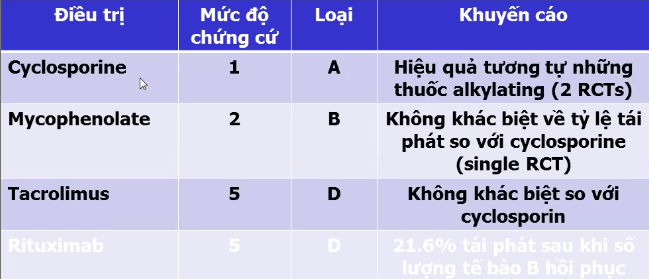 Điều trị
Mức độ
chứng cứ
Loại
Khuyến cáo
Cyclosporine
1
A
Hiệu quả tương tự những
thuốc alkylating (2 RCTs)
Mycophenolate
2
B
Không khác biệt về tỷ lệ tái
phát so với cyclosporine
(single RCT)
Tacrolimus
5
D
Không khác biệt so với
cyclosporin
Rituximab
5
D
21.6% tái phát sau khi số
lượng tế bào B hồi phục